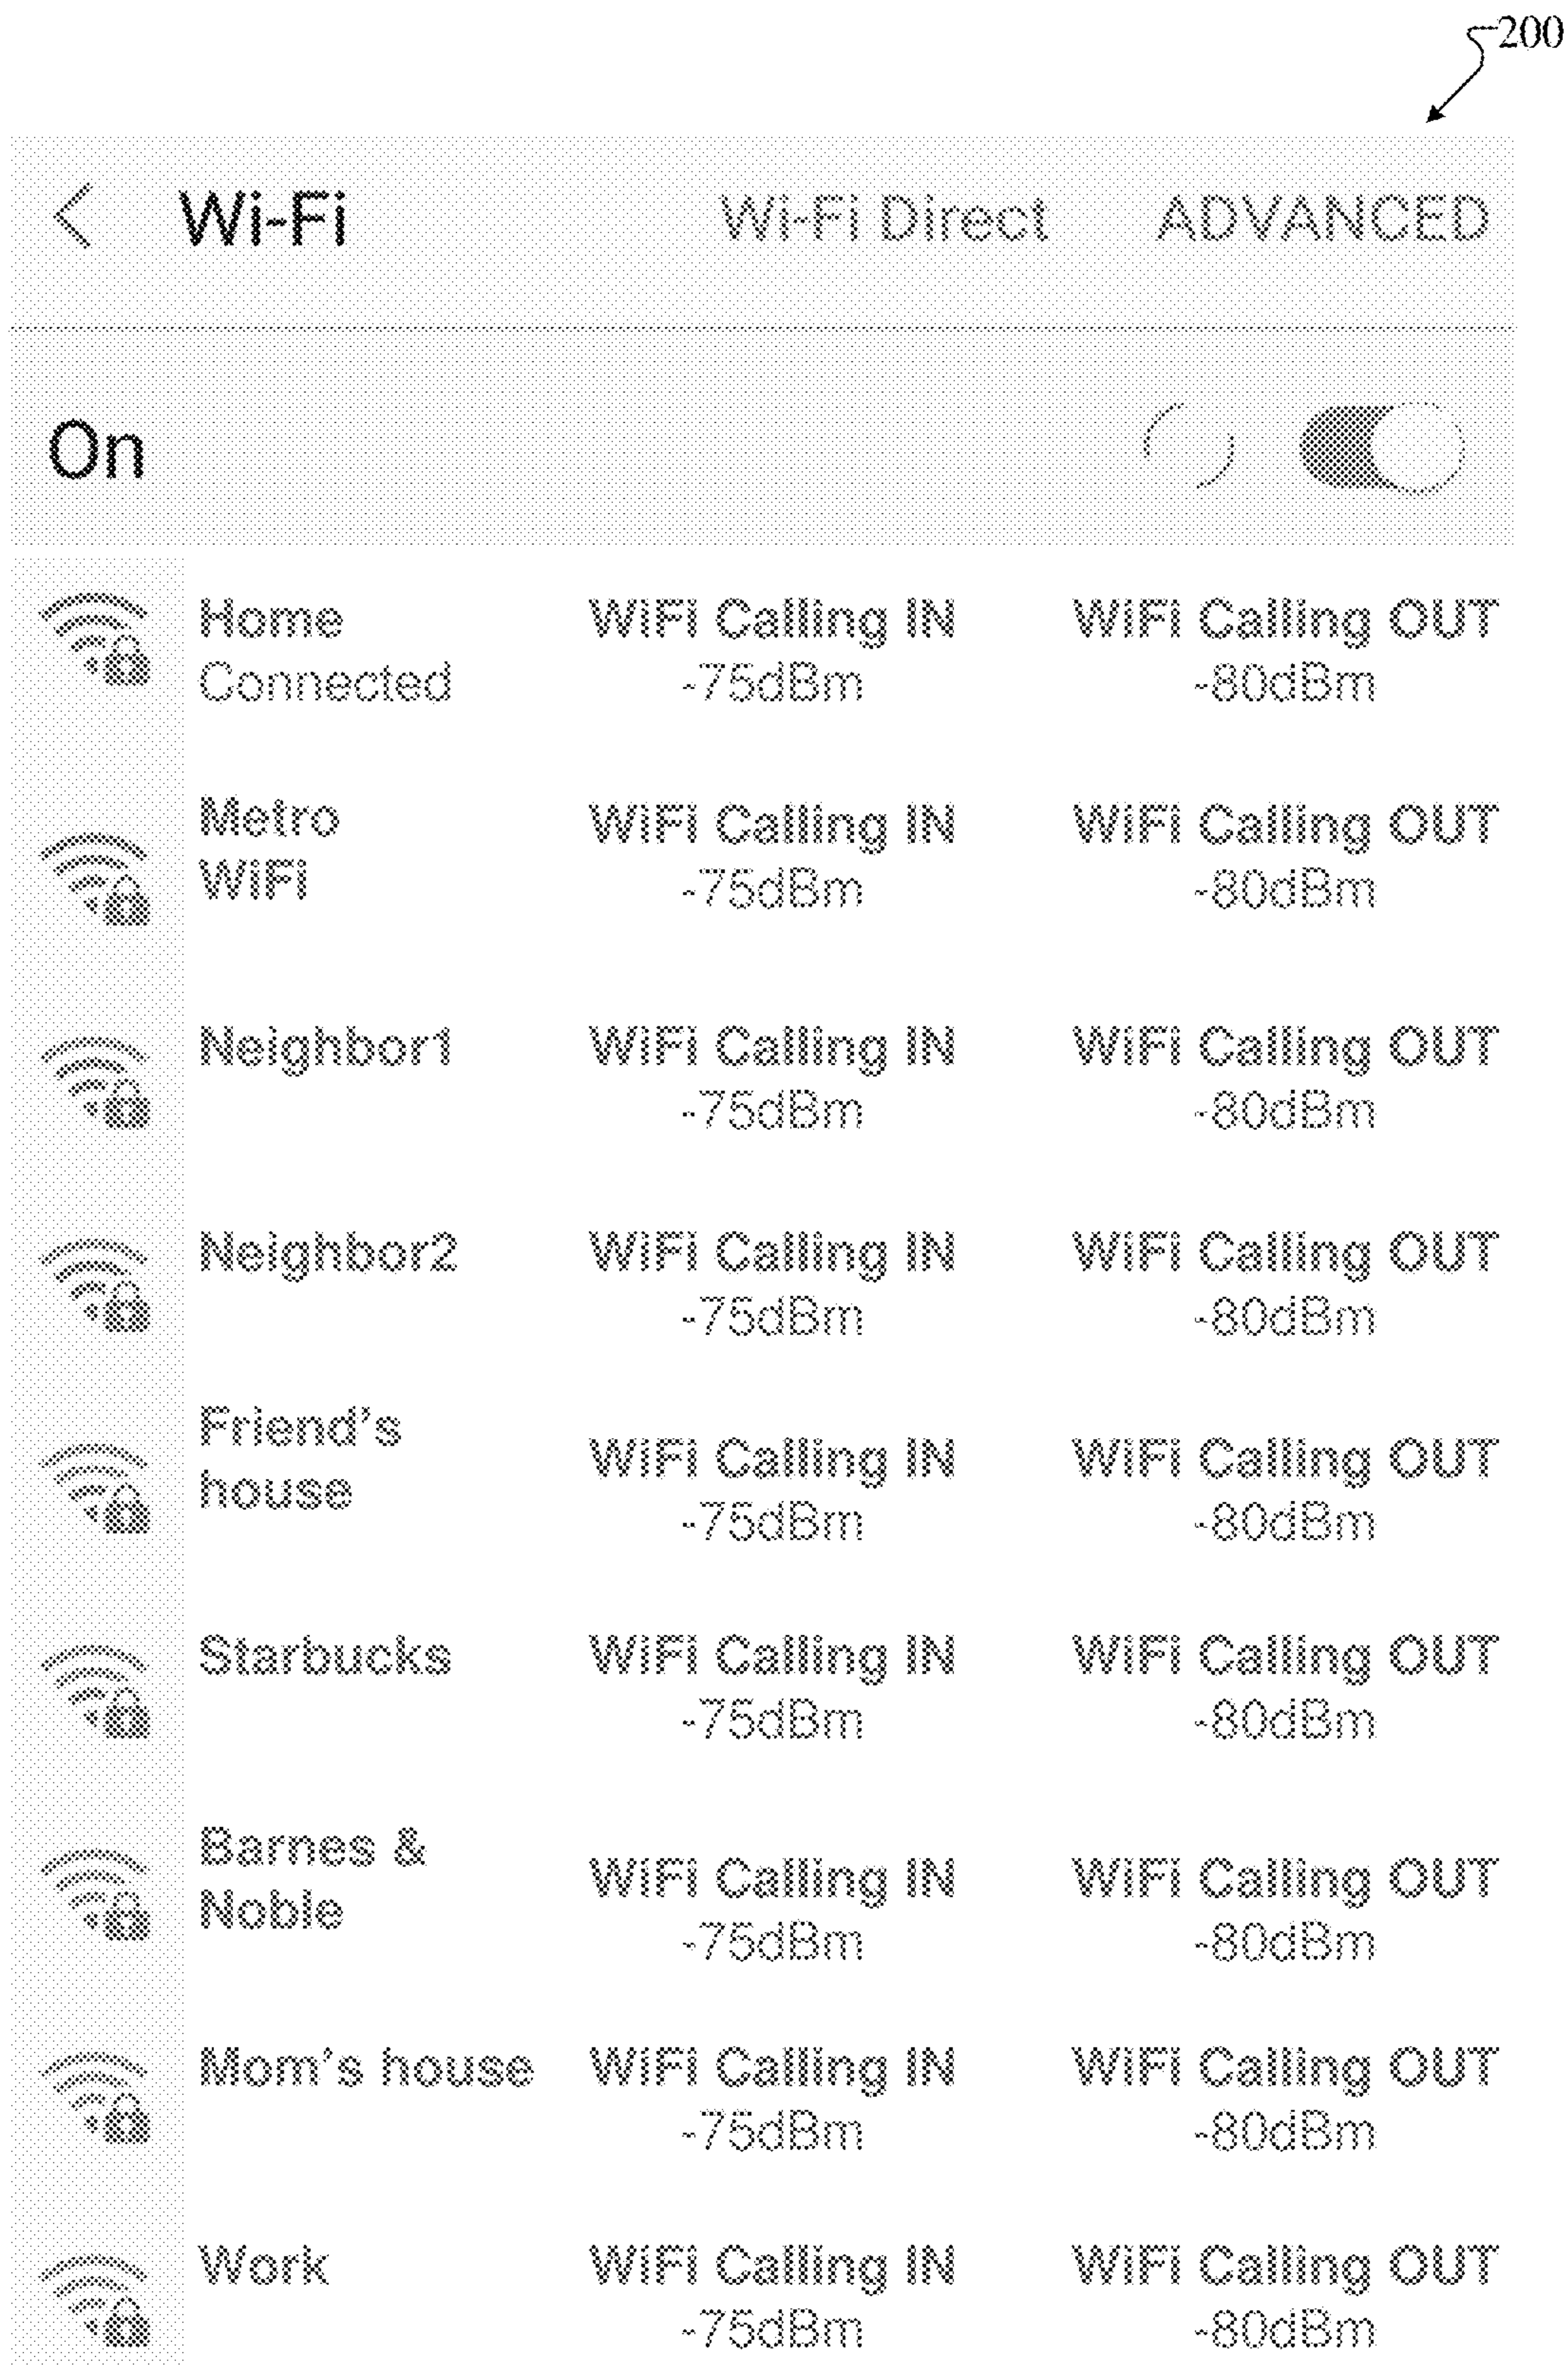 200
Wi-Fi Wi-Fi Direct ADVANCED
On
Home WiFi Calling IN WiFi Calling OUT
Connected -75dBm -80dBm
Metro WiFi Calling IN WiFi Calling OUT
WiFi -75dBm -80dBm
Neighbor1 WiFi Calling IN WiFi Calling OUT
-75dBm -80dBm
Neighbor2 WiFi Calling IN WiFi Calling OUT
-75dBm -80dBm
Friend's
house WiFi Calling IN WiFi Calling OUT
-75dBm -80dBm
Starbucks WiFi Calling IN WiFi Calling OUT
-75dBm -80dBm
Barnes &
Noble WiFi Calling IN WiFi Calling OUT
-75dBm -80dBm
Mom's house WiFi Calling IN WiFi Calling OUT
-75dBm -80dBm
Work WiFi Calling IN WiFi Calling OUT
-75dBm -80dBm